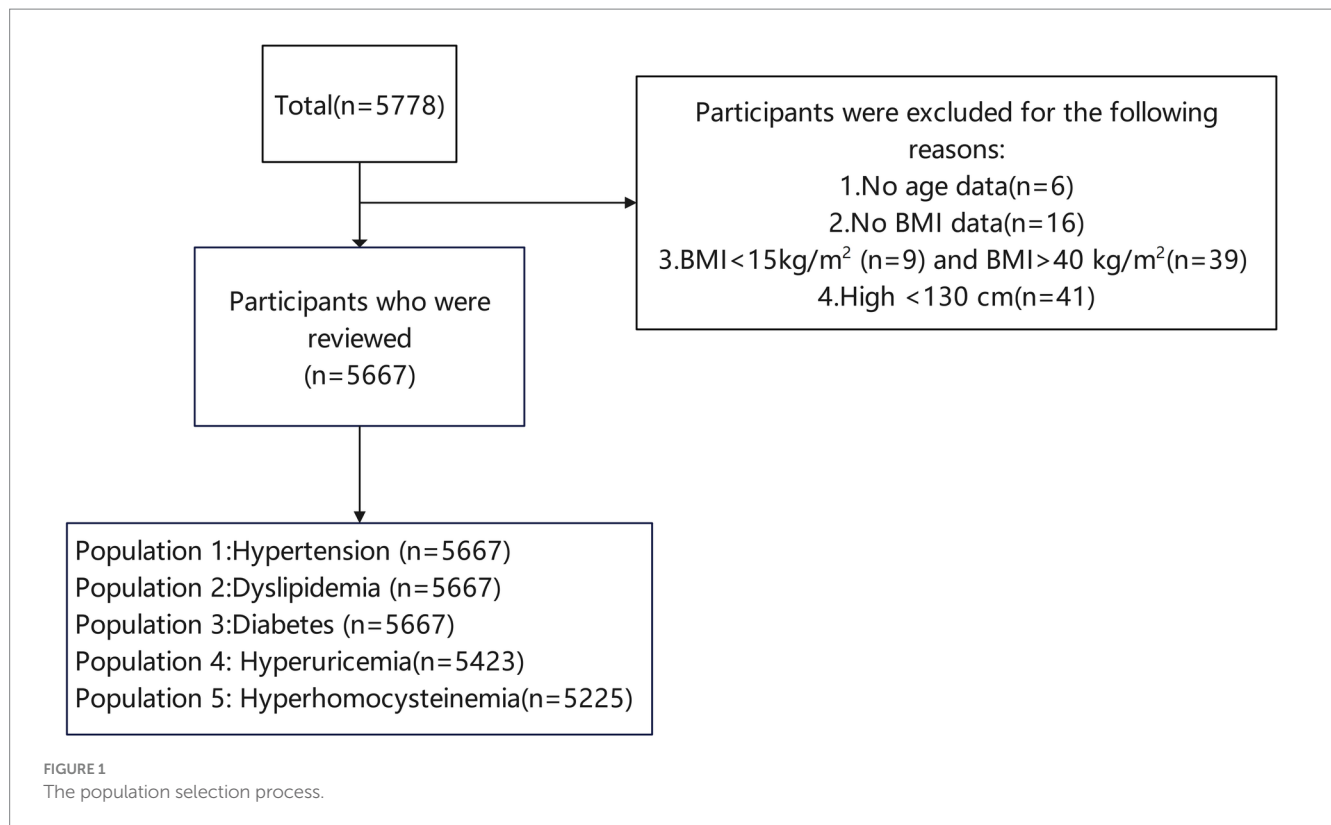 Total(n=5778)
Participants were excluded for the following
reasons:
1.No age data(n=6)
2.No BMI data(n=16)
3.BMI<15kg/m² (n=9) and BMI>40 kg/m²(n=39)
4.High <130 cm(n=41)
Participants who were
reviewed
(n=5667)
Population 1:Hypertension (n=5667)
Population 2:Dyslipidemia (n=5667)
Population 3:Diabetes (n=5667)
Population 4: Hyperuricemia(n=5423)
Population 5: Hyperhomocysteinemia(n=5225)
FIGURE 1
The population selection process.